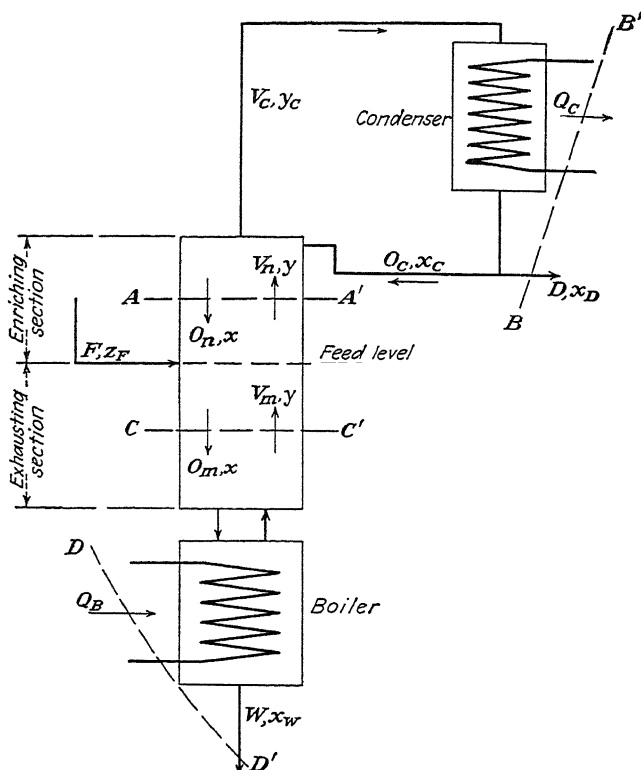 B'
V_C, y_C
Condenser
Q_C
Enriching section
V_n, y
O_C, x_C
D, x_D
B
A
A'
O_n, x
F, z_F
Feed level
Exhausting section
V_m, y
C
C'
O_m, x
D
Q_B
Boiler
W, x_W
D'